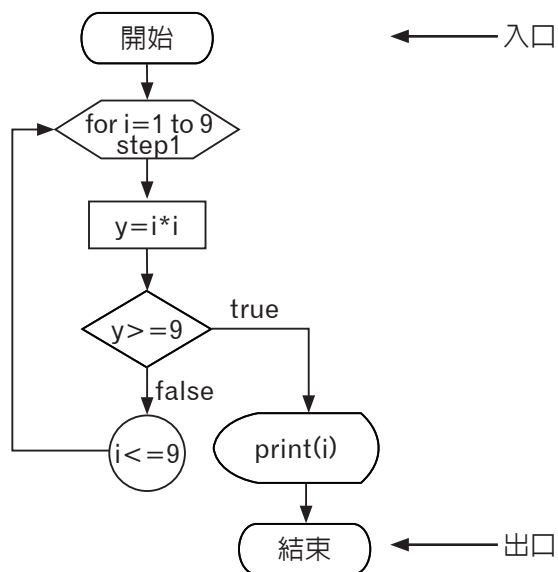 開始
入口
for i=1 to 9
step1
y=i*i
y>=9
true
false
i<=9
print(i)
結束
出口